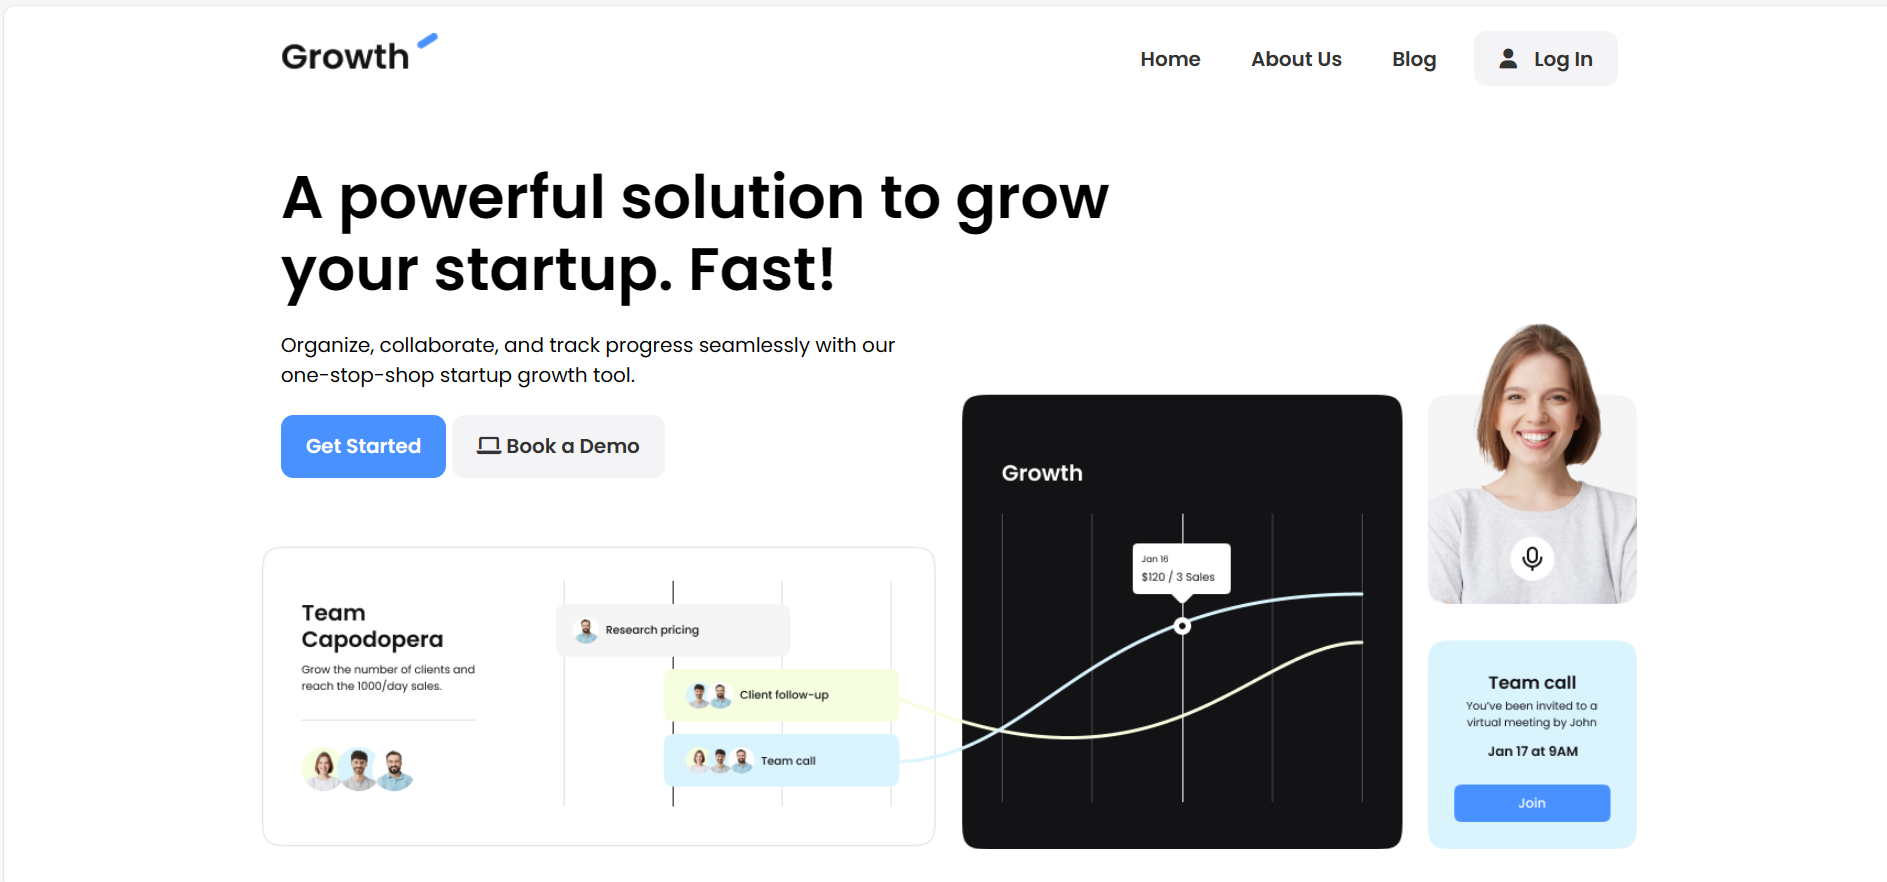 Growth
Home
About Us
Blog
Log In
A powerful solution to grow
your startup. Fast!
Organize, collaborate, and track progress seamlessly with our
one-stop-shop startup growth tool.
Get Started
Book a Demo
Team
Capodopera
Grow the number of clients and
reach the 1000/day sales.
Research pricing
Client follow-up
Team call
Growth
Jan 16
$120 / 3 Sales
Team call
You've been invited to a
virtual meeting by John
Jan 17 at 9AM
Join